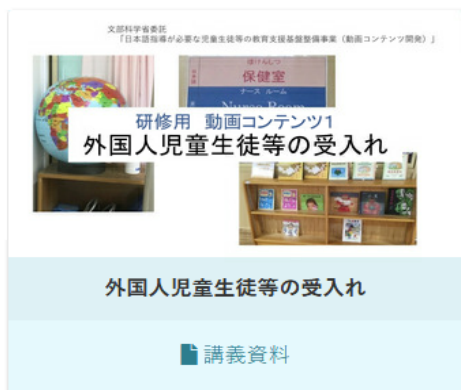 文部科学省委託
「日本語指導が必要な児童生徒等の教育支援基盤整備事業（動画コンテンツ開発）」
ほけんしつ
保健室
ナース ルーム
Nurse Room
研修用 動画コンテンツ1
外国人児童生徒等の受入れ
外国人児童生徒等の受入れ
講義資料